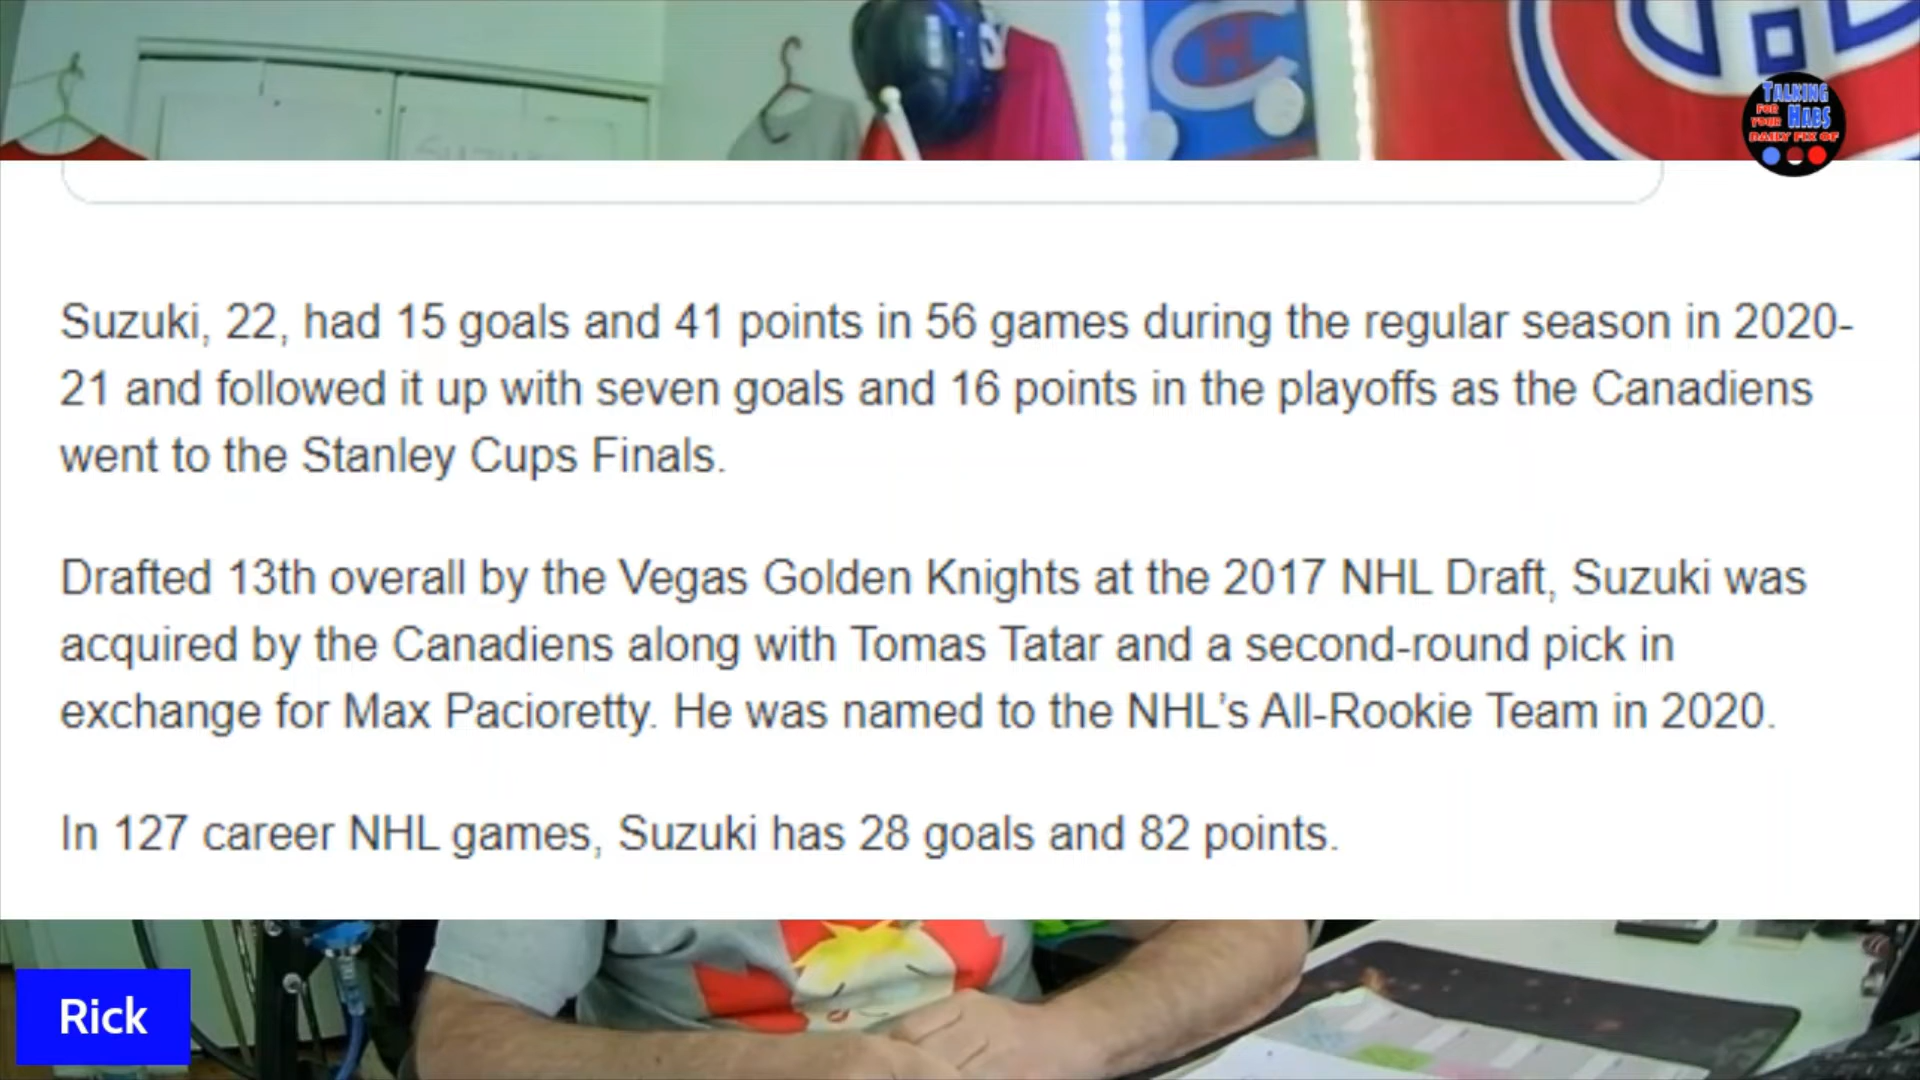 TALKING
FOR
YOUR HABS
DAILY FIX OF
Suzuki, 22, had 15 goals and 41 points in 56 games during the regular season in 2020-
21 and followed it up with seven goals and 16 points in the playoffs as the Canadiens
went to the Stanley Cups Finals.
Drafted 13th overall by the Vegas Golden Knights at the 2017 NHL Draft, Suzuki was
acquired by the Canadiens along with Tomas Tatar and a second-round pick in
exchange for Max Pacioretty. He was named to the NHL's All-Rookie Team in 2020.
In 127 career NHL games, Suzuki has 28 goals and 82 points.
Rick